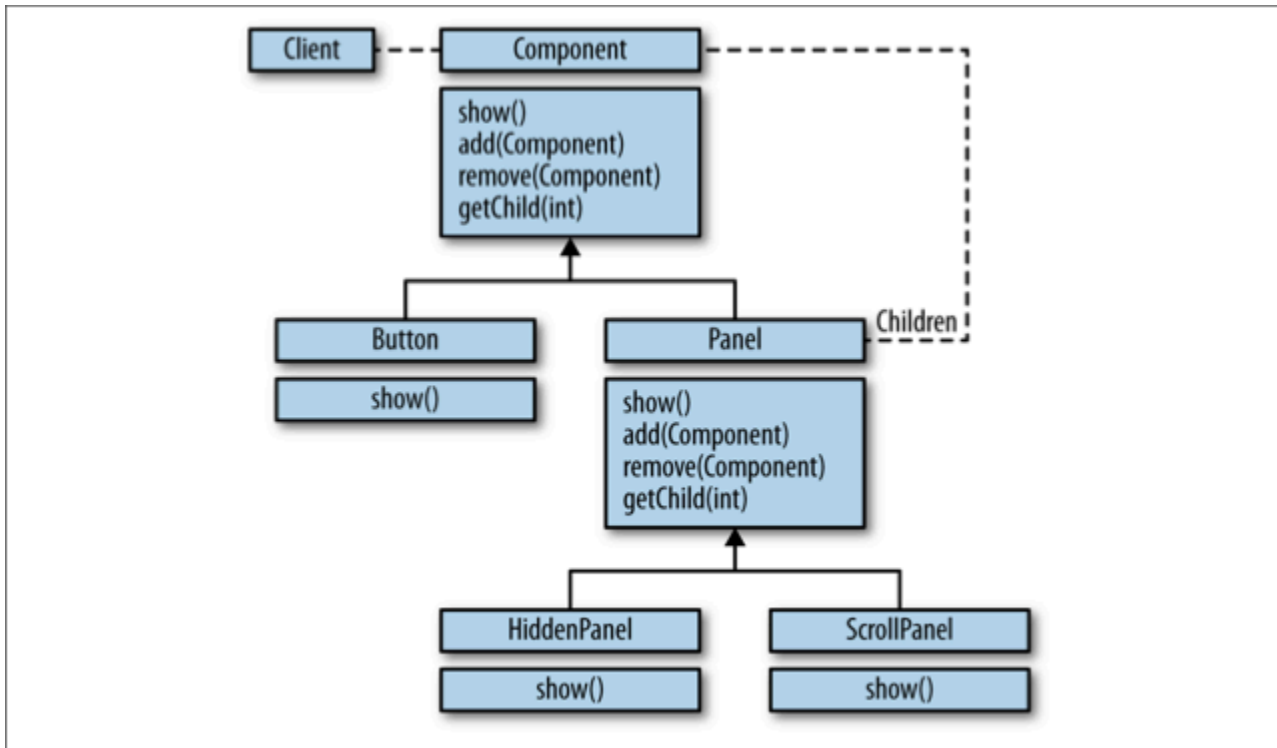 Client
Component
show()
add(Component)
remove(Component)
getChild(int)
Button
Panel
Children
show()
show()
add(Component)
remove(Component)
getChild(int)
HiddenPanel
ScrollPanel
show()
show()